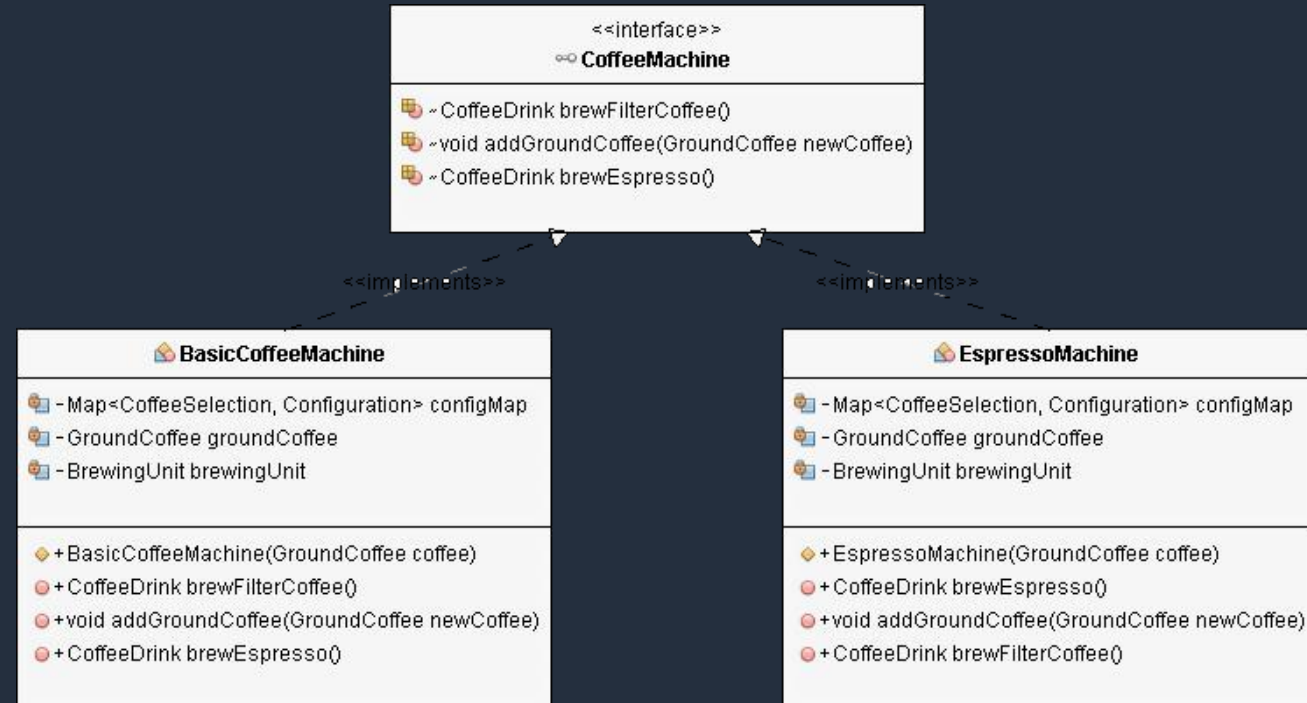 <<interface>>
CoffeeMachine
~CoffeeDrink brewFilterCoffee()
~void addGroundCoffee(GroundCoffee newCoffee)
~CoffeeDrink brewEspresso()
<<implements>>
<<implements>>
BasicCoffeeMachine
-Map<CoffeeSelection, Configuration> configMap
-GroundCoffee groundCoffee
-BrewingUnit brewingUnit
+BasicCoffeeMachine(GroundCoffee coffee)
+CoffeeDrink brewFilterCoffee()
+void addGroundCoffee(GroundCoffee newCoffee)
+CoffeeDrink brewEspresso()
EspressoMachine
-Map<CoffeeSelection, Configuration> configMap
-GroundCoffee groundCoffee
-BrewingUnit brewingUnit
+EspressoMachine(GroundCoffee coffee)
+CoffeeDrink brewEspresso()
+void addGroundCoffee(GroundCoffee newCoffee)
+CoffeeDrink brewFilterCoffee()